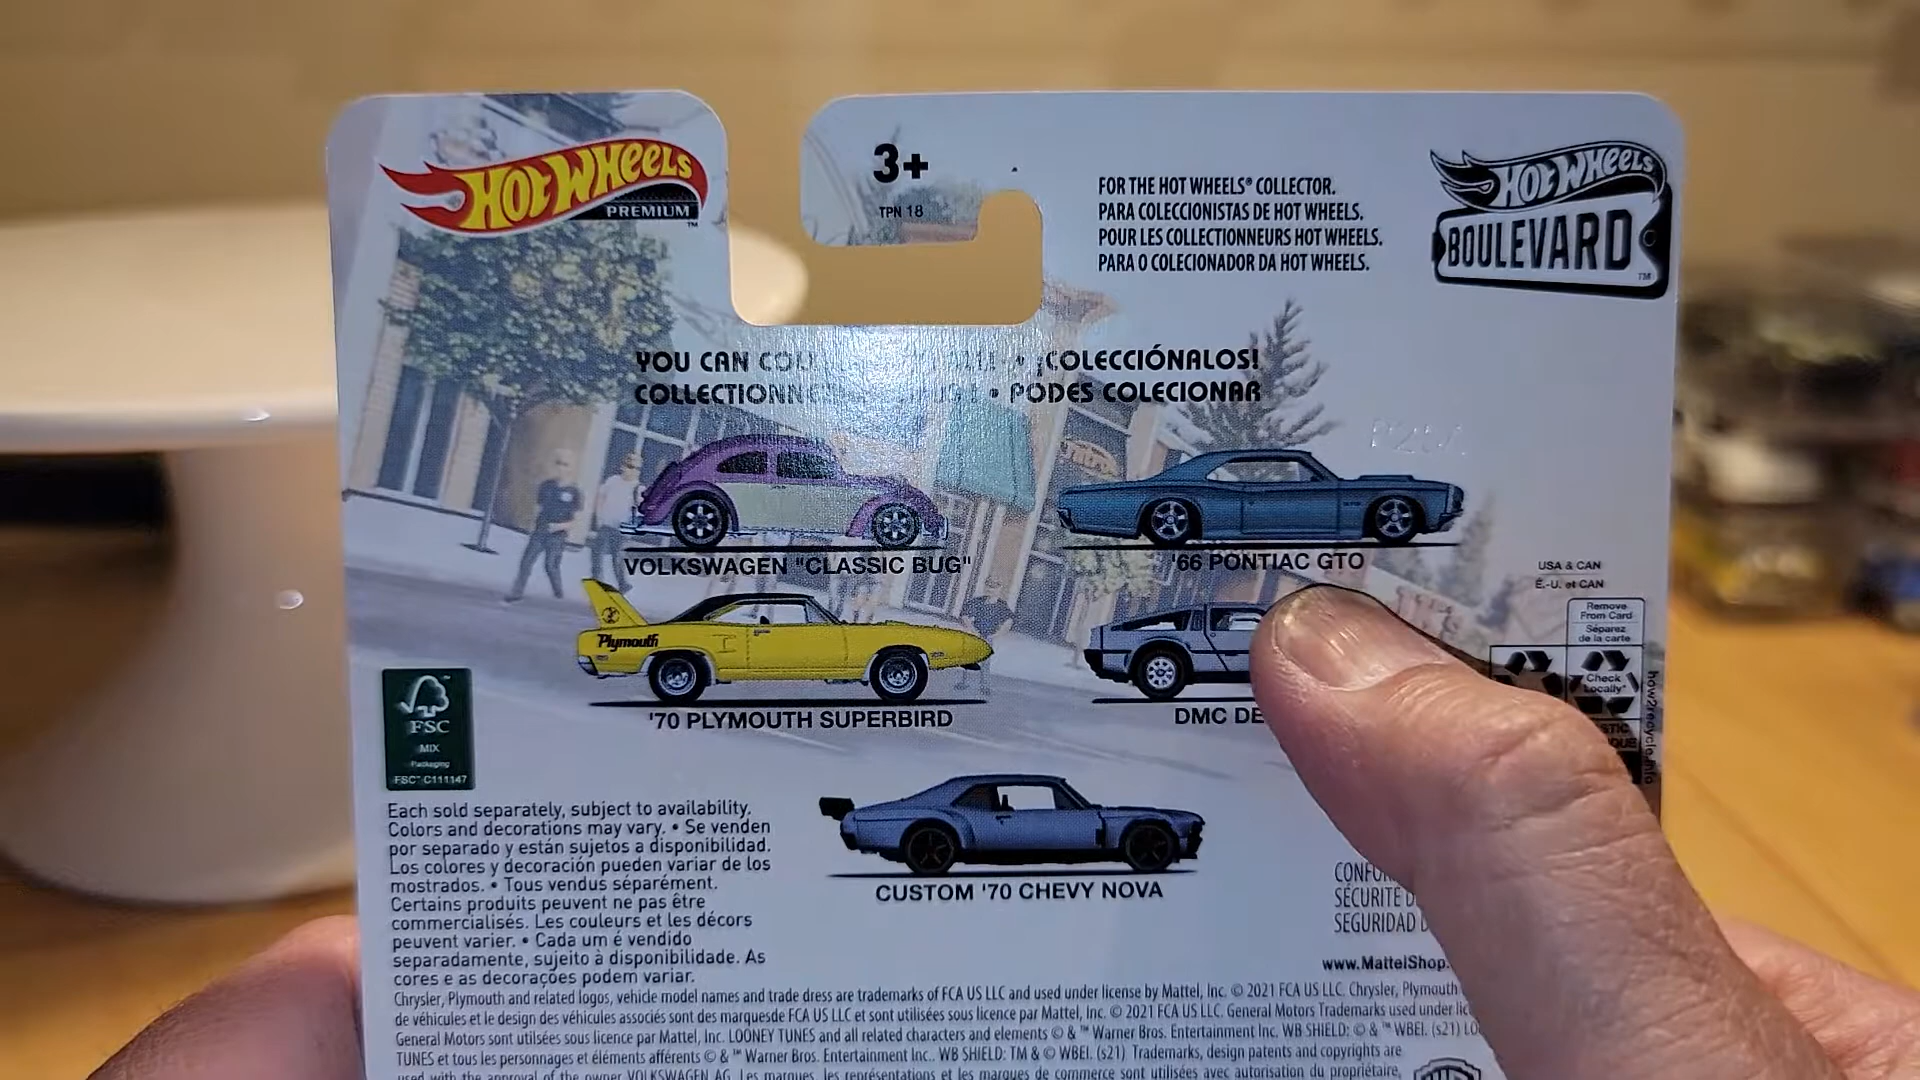 HOT WHEELS
PREMIUM
3+
TPN 18
FOR THE HOT WHEELS® COLLECTOR.
PARA COLECCIONISTAS DE HOT WHEELS.
POUR LES COLLECTIONNEURS HOT WHEELS.
PARA O COLECIONADOR DA HOT WHEELS.
HOT WHEELS
BOULEVARD™
YOU CAN • ¡COLECCIÓNALOS!
• PODES COLECIONAR
VOLKSWAGEN "CLASSIC BUG"
'66 PONTIAC GTO
Plymouth
'70 PLYMOUTH SUPERBIRD
DMC
CUSTOM '70 CHEVY NOVA
USA & CAN
É.-U. et CAN
Remove
From Card
Séparez
de la carte
Check
Locally*
how2recycle.info
FSC
MIX
Packaging
FSC™ C111147
Each sold separately, subject to availability.
Colors and decorations may vary. • Se venden
por separado y están sujetos a disponibilidad.
Los colores y decoración pueden variar de los
mostrados. • Tous vendus séparément.
Certains produits peuvent ne pas être
commercialisés. Les couleurs et les décors
peuvent varier. • Cada um é vendido
separadamente, sujeito à disponibilidade. As
cores e as decorações podem variar.
SÉCURITÉ
SEGURIDAD
www.MattelShop.
Chrysler, Plymouth and related logos, vehicle model names and trade dress are trademarks of FCA US LLC and used under license by Mattel, Inc. © 2021 FCA US LLC. Chrysler, Plymouth
de véhicules et le design des véhicules associés sont des marquesde FCA US LLC et sont utilisées sous licence par Mattel, Inc. © 2021 FCA US LLC. General Motors Trademarks used under
General Motors sont utilisées sous licence par Mattel, Inc. LOONEY TUNES and all related characters and elements © & ™ Warner Bros. Entertainment Inc. WB SHIELD: © & ™ WBEI. (s21)
TUNES et tous les personnages et éléments afférents © & ™ Warner Bros. Entertainment Inc.. WB SHIELD: TM & © WBEI. (s21) Trademarks, design patents and copyrights are
used with the approval of the owner VOLKSWAGEN AG. Les marques, les représentations et les marques de commerce sont utilisées avec autorisation du propriétaire,